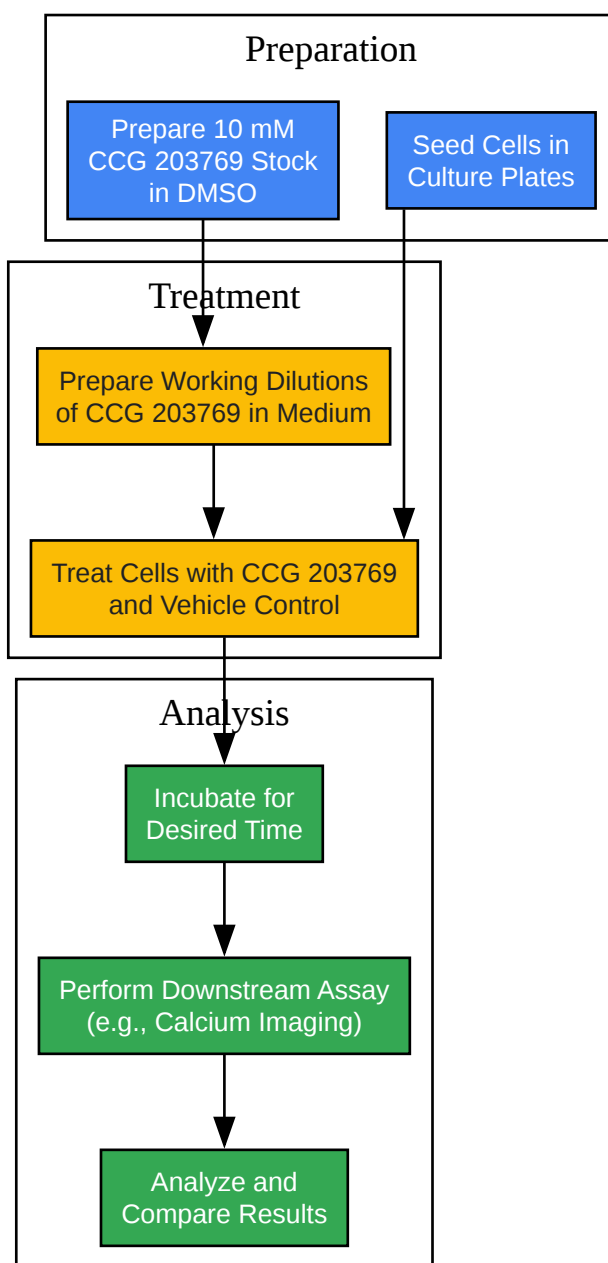 Preparation
Prepare 10 mM
CCG 203769 Stock
in DMSO
Seed Cells in
Culture Plates
Treatment
Prepare Working Dilutions
of CCG 203769 in Medium
Treat Cells with CCG 203769
and Vehicle Control
Analysis
Incubate for
Desired Time
Perform Downstream Assay
(e.g., Calcium Imaging)
Analyze and
Compare Results